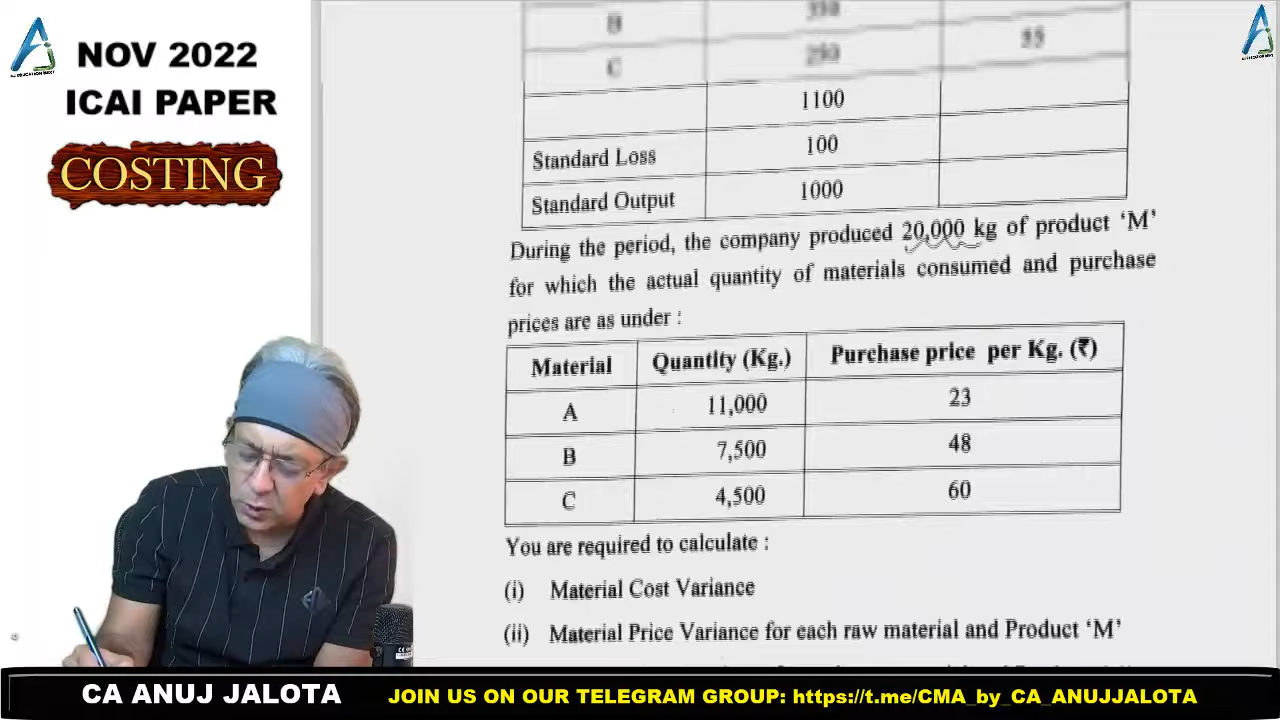 NOV 2022
ICAI PAPER
COSTING
B 350
C 250 55
1100
Standard Loss 100
Standard Output 1000
During the period, the company produced 20,000 kg of product ‘M’
for which the actual quantity of materials consumed and purchase
prices are as under :
Material Quantity (Kg.) Purchase price per Kg. (₹)
A 11,000 23
B 7,500 48
C 4,500 60
You are required to calculate :
(i) Material Cost Variance
(ii) Material Price Variance for each raw material and Product ‘M’
CA ANUJ JALOTA JOIN US ON OUR TELEGRAM GROUP: https://t.me/CMA_by_CA_ANUJJALOTA